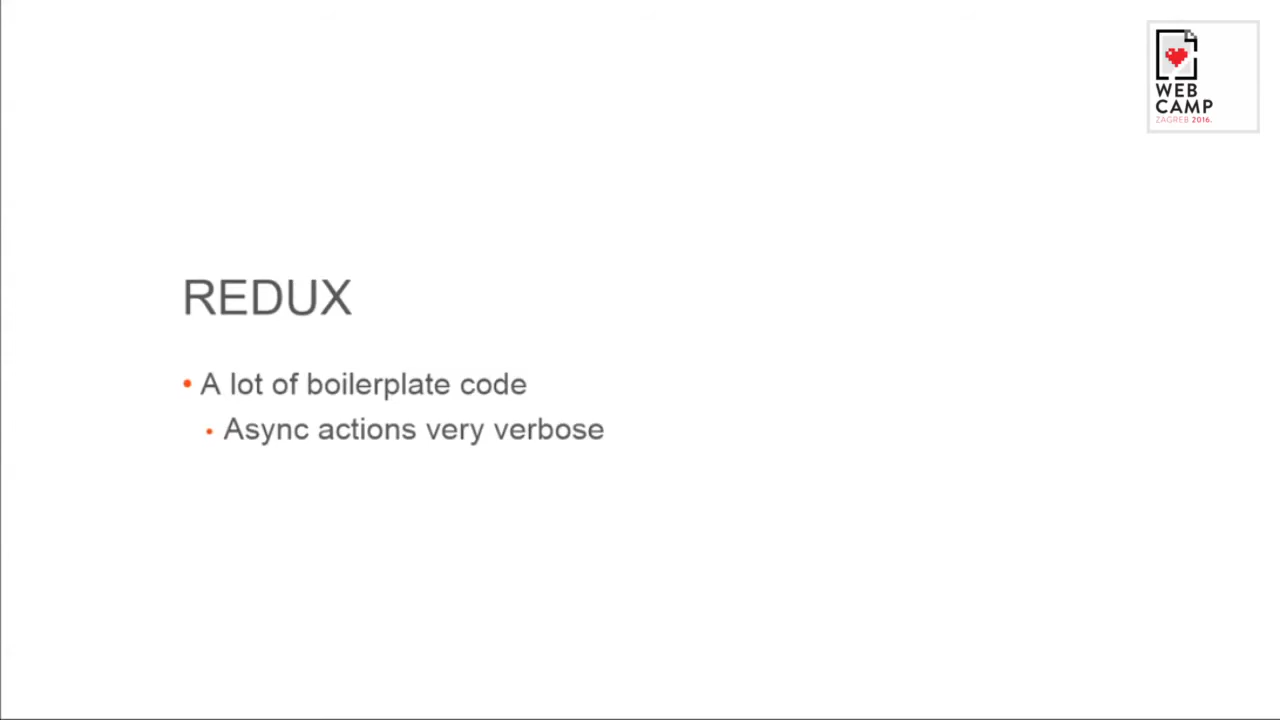 WEB
CAMP
ZAGREB 2016.
REDUX
• A lot of boilerplate code
• Async actions very verbose